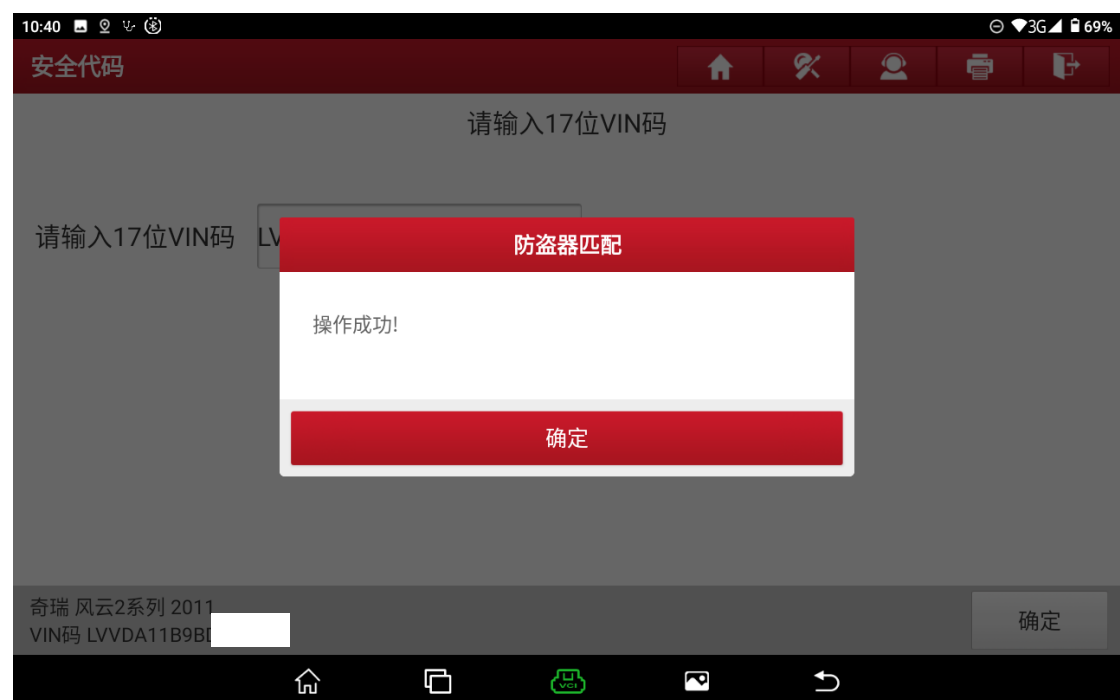 10:40
3G
69%
安全代码
请输入17位VIN码
请输入17位VIN码
LV
防盗器匹配
操作成功!
确定
奇瑞 风云2系列 2011
VIN码 LVVDA11B9B
确定
VCI